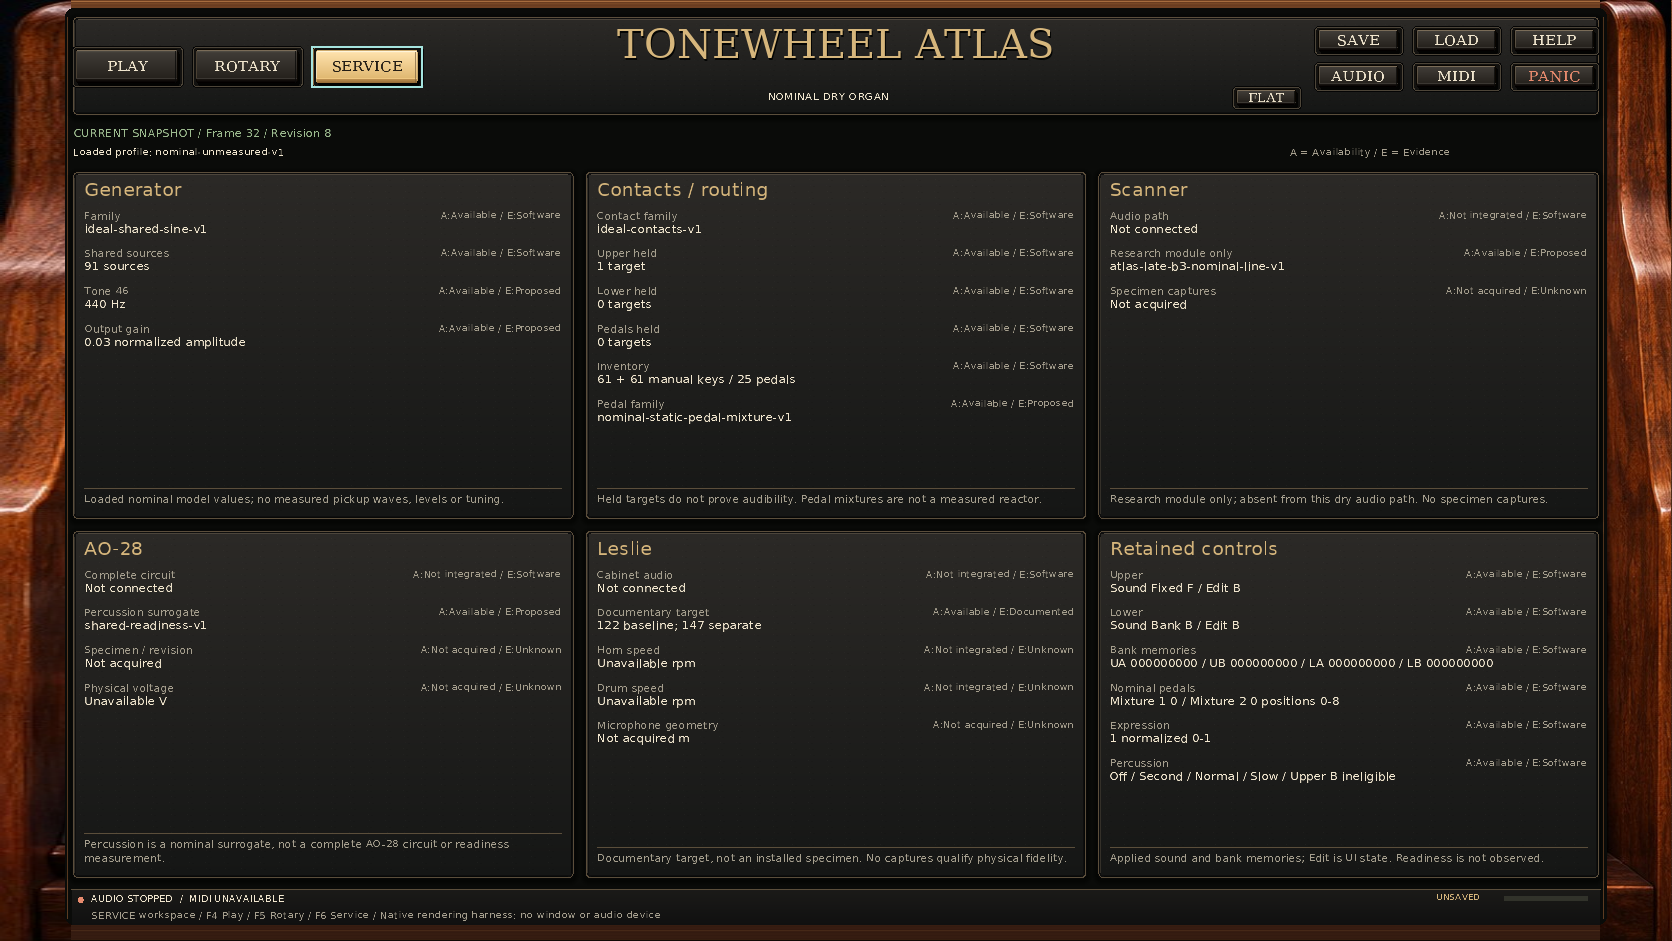 TONEWHEEL ATLAS
PLAY
ROTARY
SERVICE
SAVE
LOAD
HELP
AUDIO
MIDI
PANIC
NOMINAL DRY ORGAN
FLAT
CURRENT SNAPSHOT / Frame 32 / Revision 8
Loaded profile: nominal-unmeasured-v1
A = Availability / E = Evidence
Generator
Family
A:Available / E:Software
ideal-shared-sine-v1
Shared sources
A:Available / E:Software
91 sources
Tone 46
A:Available / E:Proposed
440 Hz
Output gain
A:Available / E:Proposed
0.03 normalized amplitude
Loaded nominal model values; no measured pickup waves, levels or tuning.
Contacts / routing
Contact family
A:Available / E:Software
ideal-contacts-v1
Upper held
A:Available / E:Software
1 target
Lower held
A:Available / E:Software
0 targets
Pedals held
A:Available / E:Software
0 targets
Inventory
A:Available / E:Software
61 + 61 manual keys / 25 pedals
Pedal family
A:Available / E:Proposed
nominal-static-pedal-mixture-v1
Held targets do not prove audibility. Pedal mixtures are not a measured reactor.
Scanner
Audio path
A:Not integrated / E:Software
Not connected
Research module only
A:Available / E:Proposed
atlas-late-b3-nominal-line-v1
Specimen captures
A:Not acquired / E:Unknown
Not acquired
Research module only; absent from this dry audio path. No specimen captures.
AO-28
Complete circuit
A:Not integrated / E:Software
Not connected
Percussion surrogate
A:Available / E:Proposed
shared-readiness-v1
Specimen / revision
A:Not acquired / E:Unknown
Not acquired
Physical voltage
A:Not acquired / E:Unknown
Unavailable V
Percussion is a nominal surrogate, not a complete AO-28 circuit or readiness
measurement.
Leslie
Cabinet audio
A:Not integrated / E:Software
Not connected
Documentary target
A:Available / E:Documented
122 baseline; 147 separate
Horn speed
A:Not integrated / E:Unknown
Unavailable rpm
Drum speed
A:Not integrated / E:Unknown
Unavailable rpm
Microphone geometry
A:Not acquired / E:Unknown
Not acquired m
Documentary target, not an installed specimen. No captures qualify physical fidelity.
Retained controls
Upper
A:Available / E:Software
Sound Fixed F / Edit B
Lower
A:Available / E:Software
Sound Bank B / Edit B
Bank memories
A:Available / E:Software
UA 000000000 / UB 000000000 / LA 000000000 / LB 000000000
Nominal pedals
A:Available / E:Software
Mixture 1 0 / Mixture 2 0 positions 0-8
Expression
A:Available / E:Software
1 normalized 0-1
Percussion
A:Available / E:Software
Off / Second / Normal / Slow / Upper B ineligible
Applied sound and bank memories; Edit is UI state. Readiness is not observed.
AUDIO STOPPED / MIDI UNAVAILABLE
UNSAVED
SERVICE workspace / F4 Play / F5 Rotary / F6 Service / Native rendering harness; no window or audio device